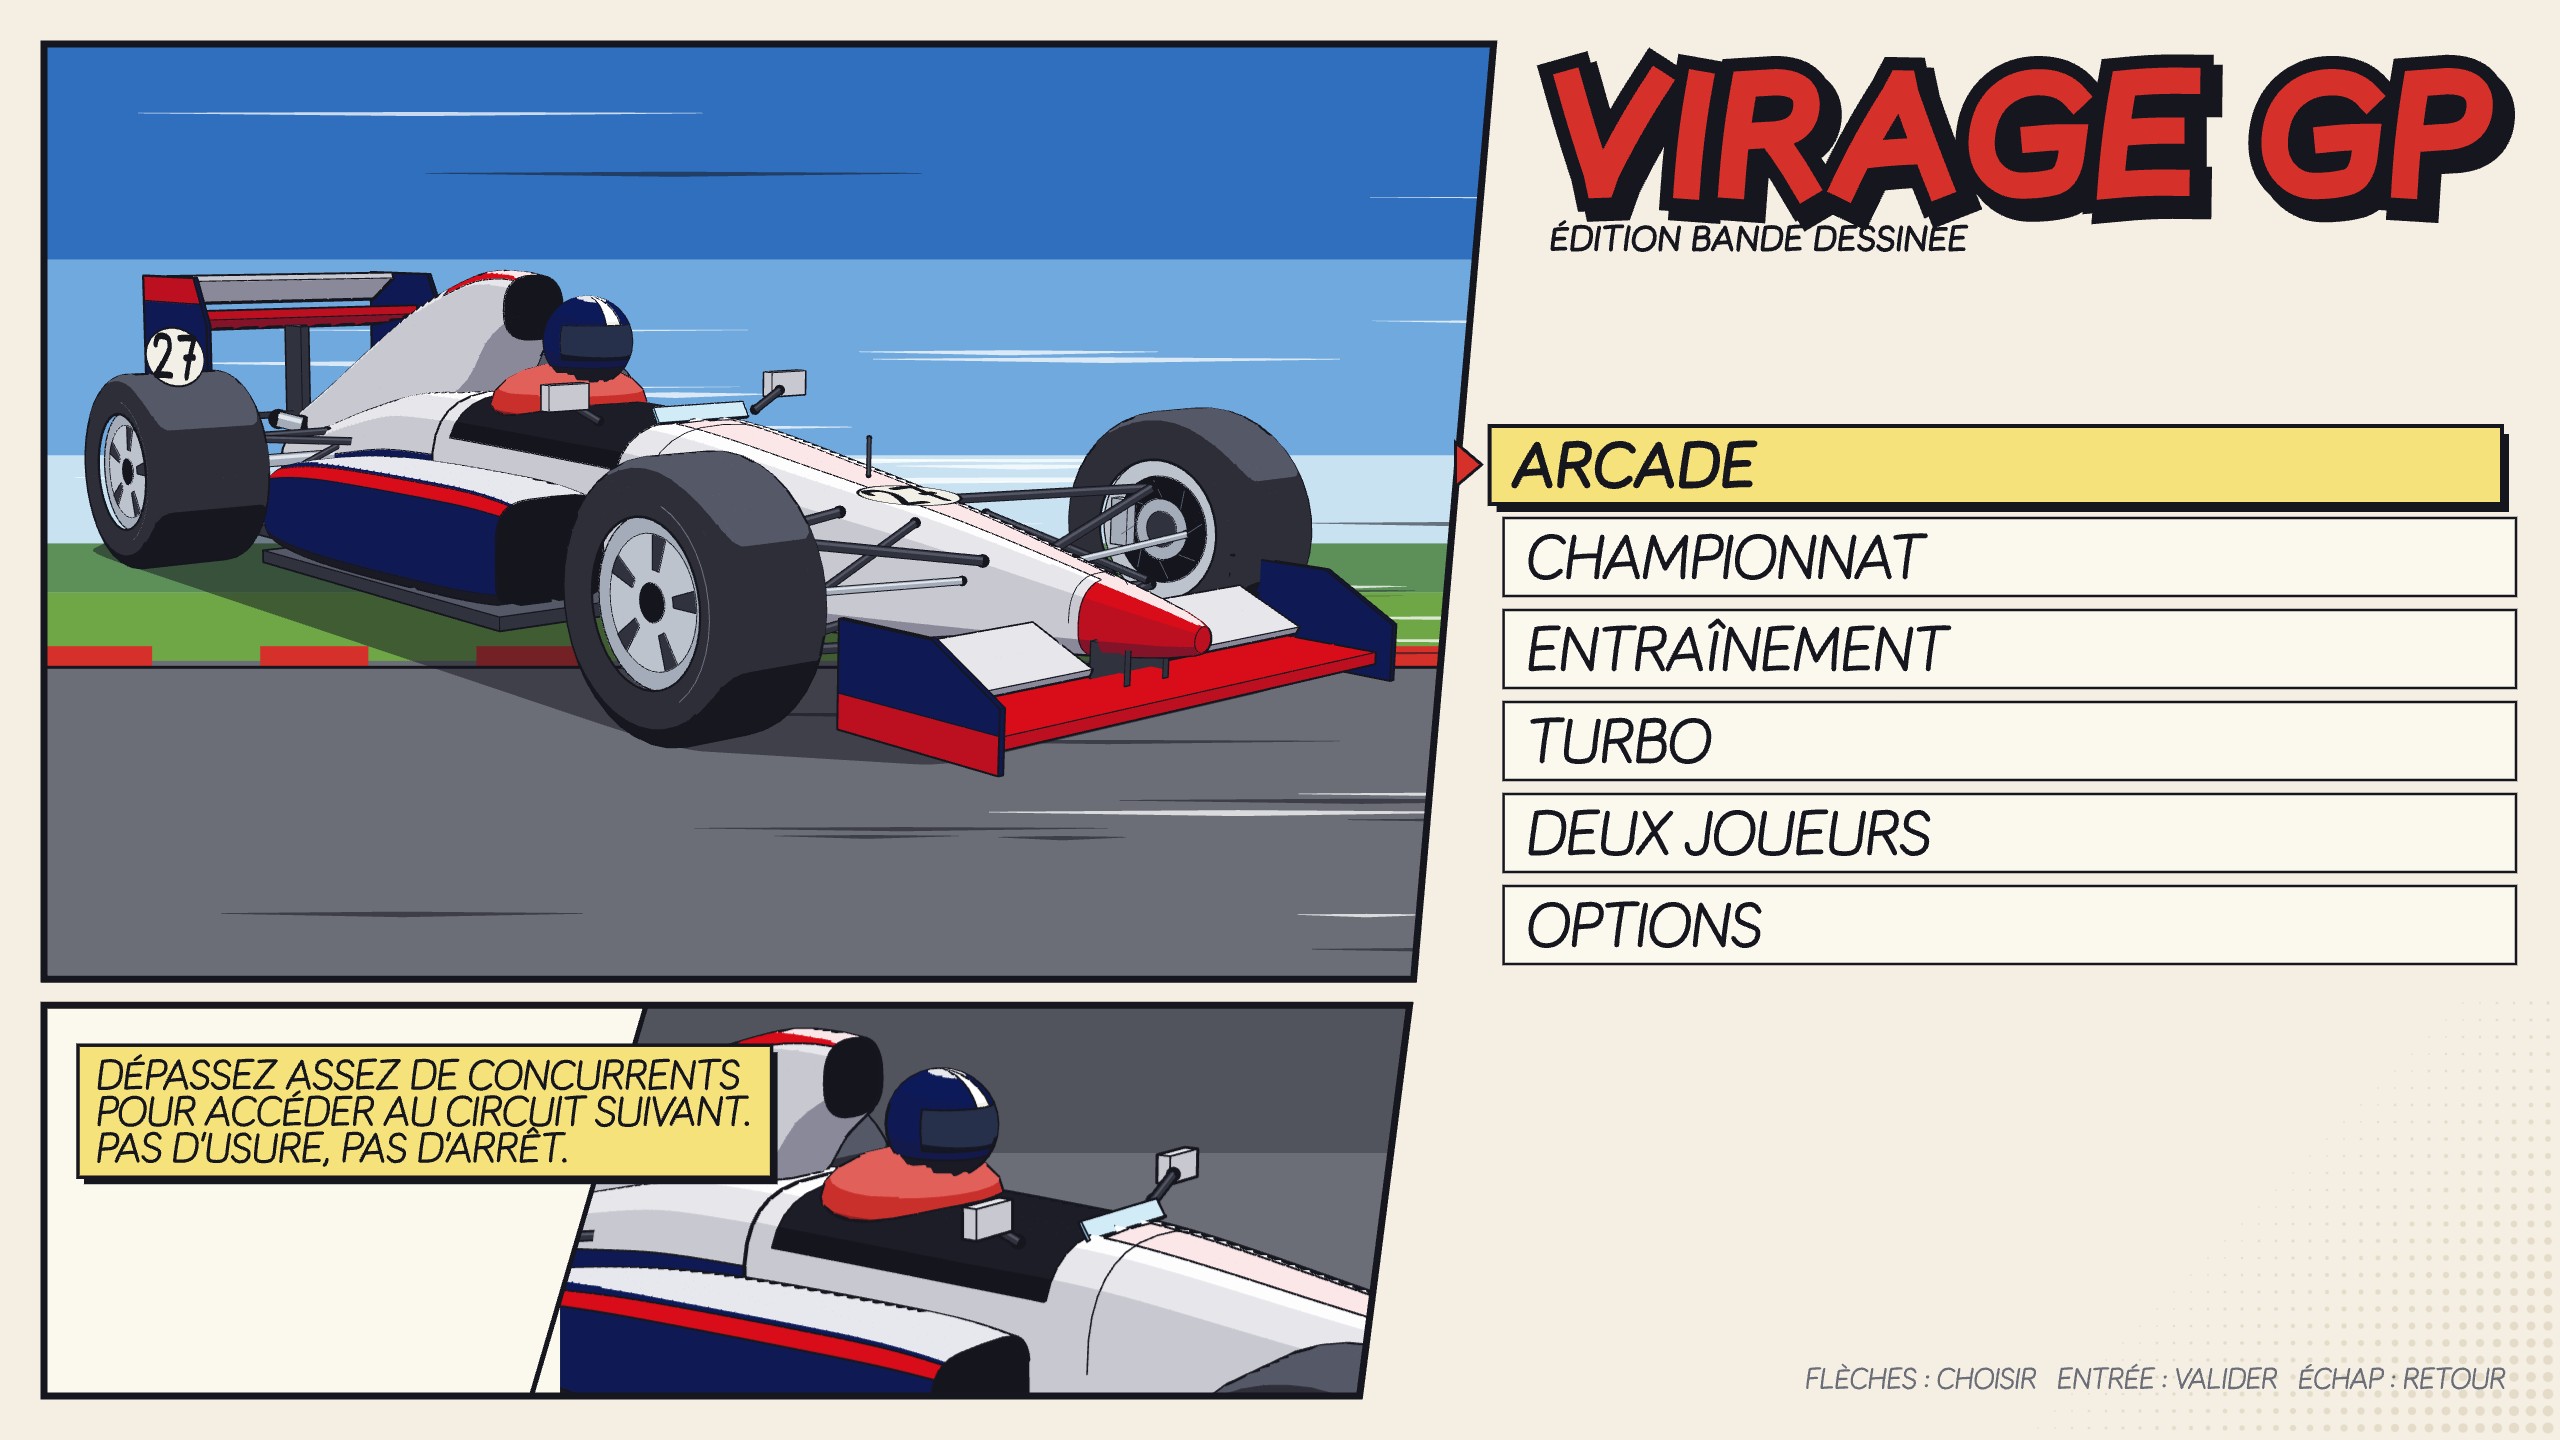 VIRAGE GP
ÉDITION BANDE DESSINÉE
27
27
ARCADE
CHAMPIONNAT
ENTRAÎNEMENT
TURBO
DEUX JOUEURS
OPTIONS
DÉPASSEZ ASSEZ DE CONCURRENTS
POUR ACCÉDER AU CIRCUIT SUIVANT.
PAS D'USURE, PAS D'ARRÊT.
FLÈCHES : CHOISIR ENTRÉE : VALIDER ÉCHAP : RETOUR